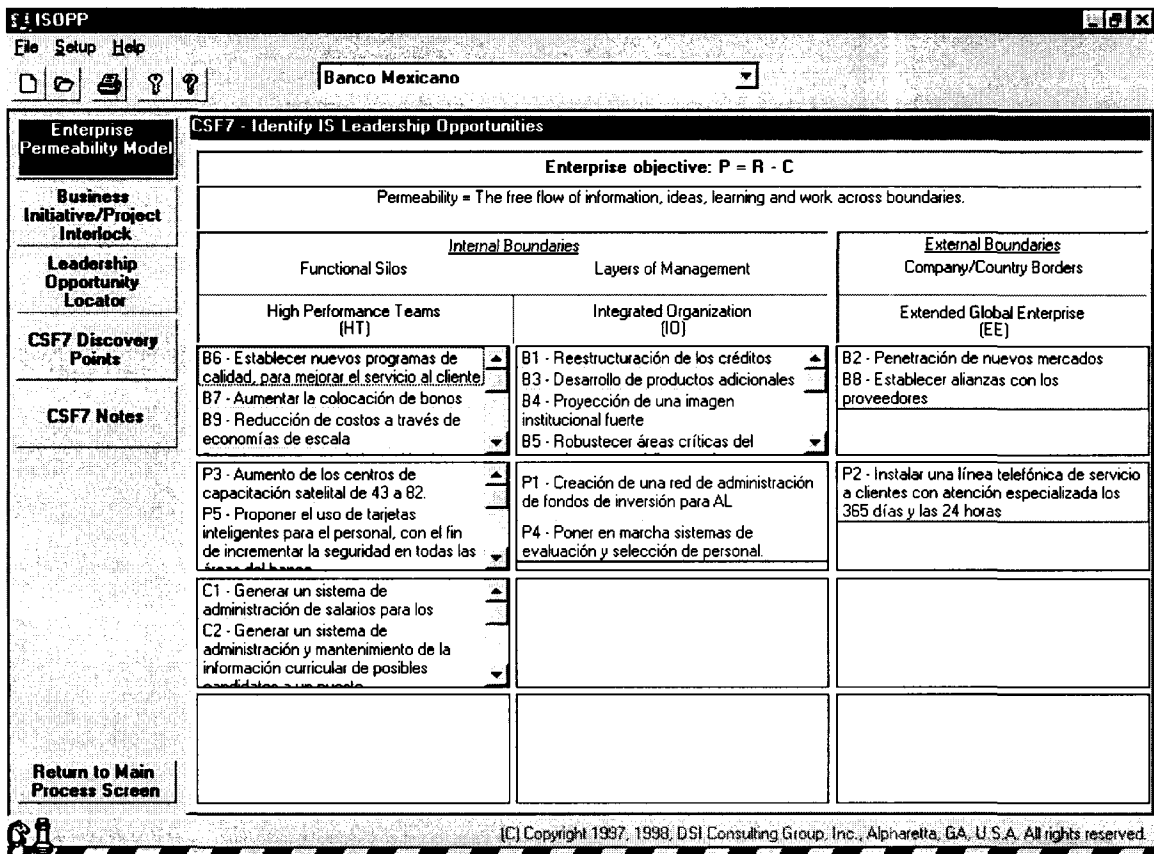 ISOPP
File Setup Help
Banco Mexicano
Enterprise
Permeability Model
Business
Initiative/Project
Interlock
Leadership
Opportunity
Locator
CSF7 Discovery
Points
CSF7 Notes
Return to Main
Process Screen
CSF7 - Identify IS Leadership Opportunities
Enterprise objective: P = R - C
Permeability = The free flow of information, ideas, learning and work across boundaries.
Internal Boundaries
Functional Silos
Layers of Management
External Boundaries
Company/Country Borders
High Performance Teams
(HT)
Integrated Organization
(IO)
Extended Global Enterprise
(EE)
B6 - Establecer nuevos programas de
calidad, para mejorar el servicio al cliente
B7 - Aumentar la colocación de bonos
B9 - Reducción de costos a través de
economías de escala
B1 - Reestructuración de los créditos
B3 - Desarrollo de productos adicionales
B4 - Proyección de una imagen
institucional fuerte
B5 - Robustecer áreas críticas del
B2 - Penetración de nuevos mercados
B8 - Establecer alianzas con los
proveedores
P3 - Aumento de los centros de
capacitación satelital de 43 a 82.
P5 - Proponer el uso de tarjetas
inteligentes para el personal, con el fin
de incrementar la seguridad en todas las
áreas del banco
P1 - Creación de una red de administración
de fondos de inversión para AL
P4 - Poner en marcha sistemas de
evaluación y selección de personal.
P2 - Instalar una línea telefónica de servicio
a clientes con atención especializada los
365 días y las 24 horas
C1 - Generar un sistema de
administración de salarios para los
C2 - Generar un sistema de
administración y mantenimiento de la
información curricular de posibles
candidatos a un puesto
(C) Copyright 1997, 1998, DSI Consulting Group, Inc., Alpharetta, GA, U.S.A. All rights reserved.